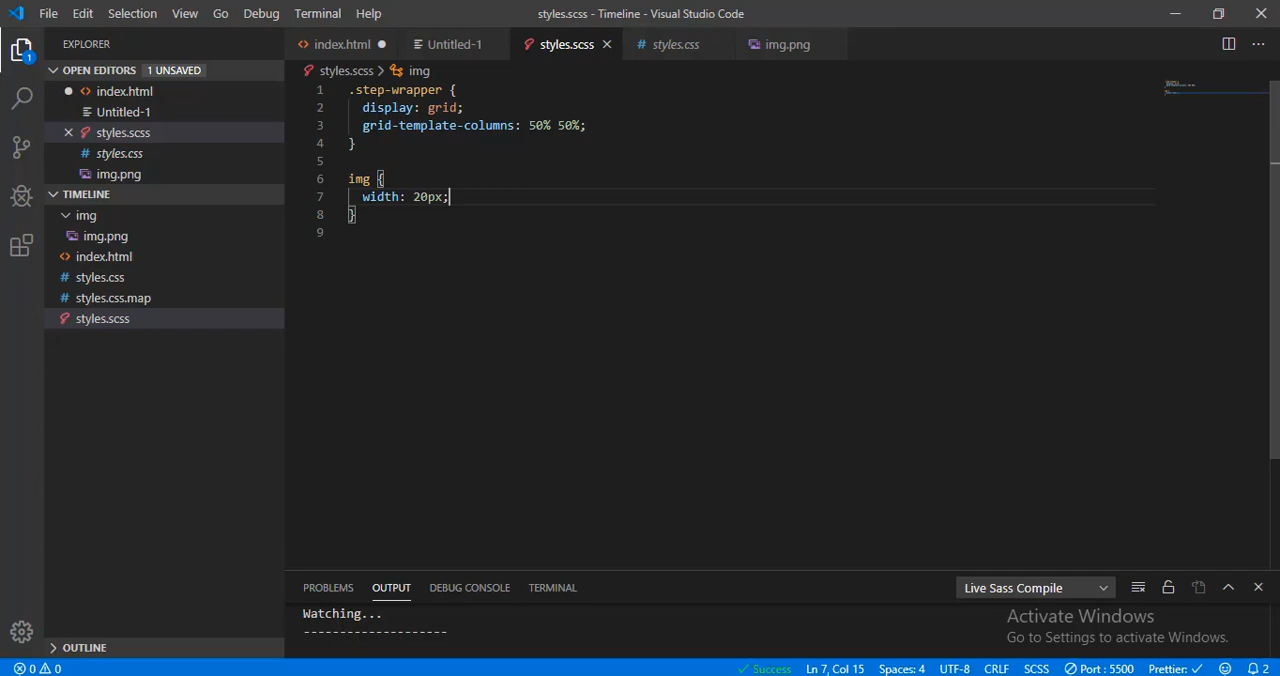 File Edit Selection View Go Debug Terminal Help
styles.scss - Timeline - Visual Studio Code
EXPLORER
index.html
Untitled-1
styles.scss
styles.css
img.png
OPEN EDITORS 1 UNSAVED
index.html
Untitled-1
styles.scss
# styles.css
img.png
TIMELINE
img
img.png
index.html
# styles.css
# styles.css.map
styles.scss
OUTLINE
styles.scss > img
1 .step-wrapper {
2 display: grid;
3 grid-template-columns: 50% 50%;
4 }
5
6 img {
7 width: 20px;
8 }
9
PROBLEMS OUTPUT DEBUG CONSOLE TERMINAL
Live Sass Compile
Watching...
--------------------
Activate Windows
Go to Settings to activate Windows.
1
0 0
Success
Ln 7, Col 15
Spaces: 4
UTF-8
CRLF
SCSS
Port : 5500
Prettier: ✓
2